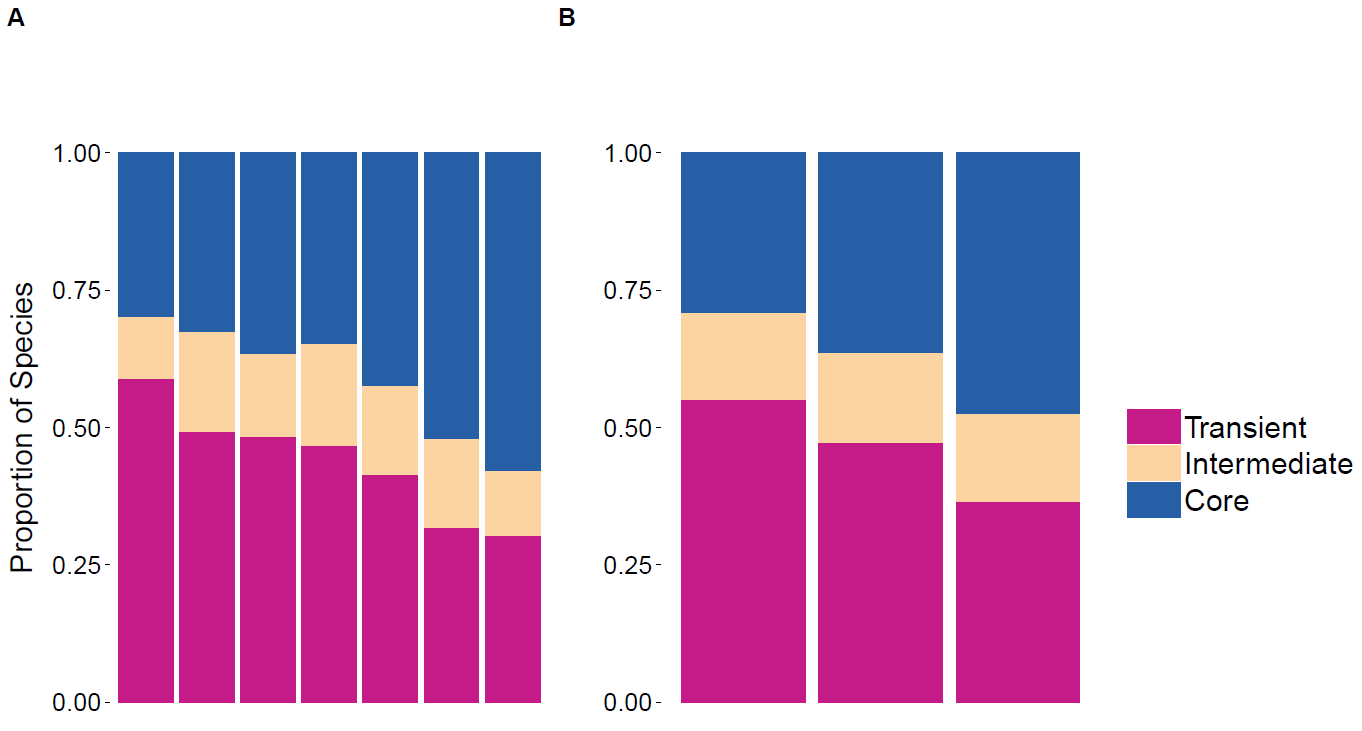 A
B
Proportion of Species
1.00
0.75
0.50
0.25
0.00
1.00
0.75
0.50
0.25
0.00
Transient
Intermediate
Core